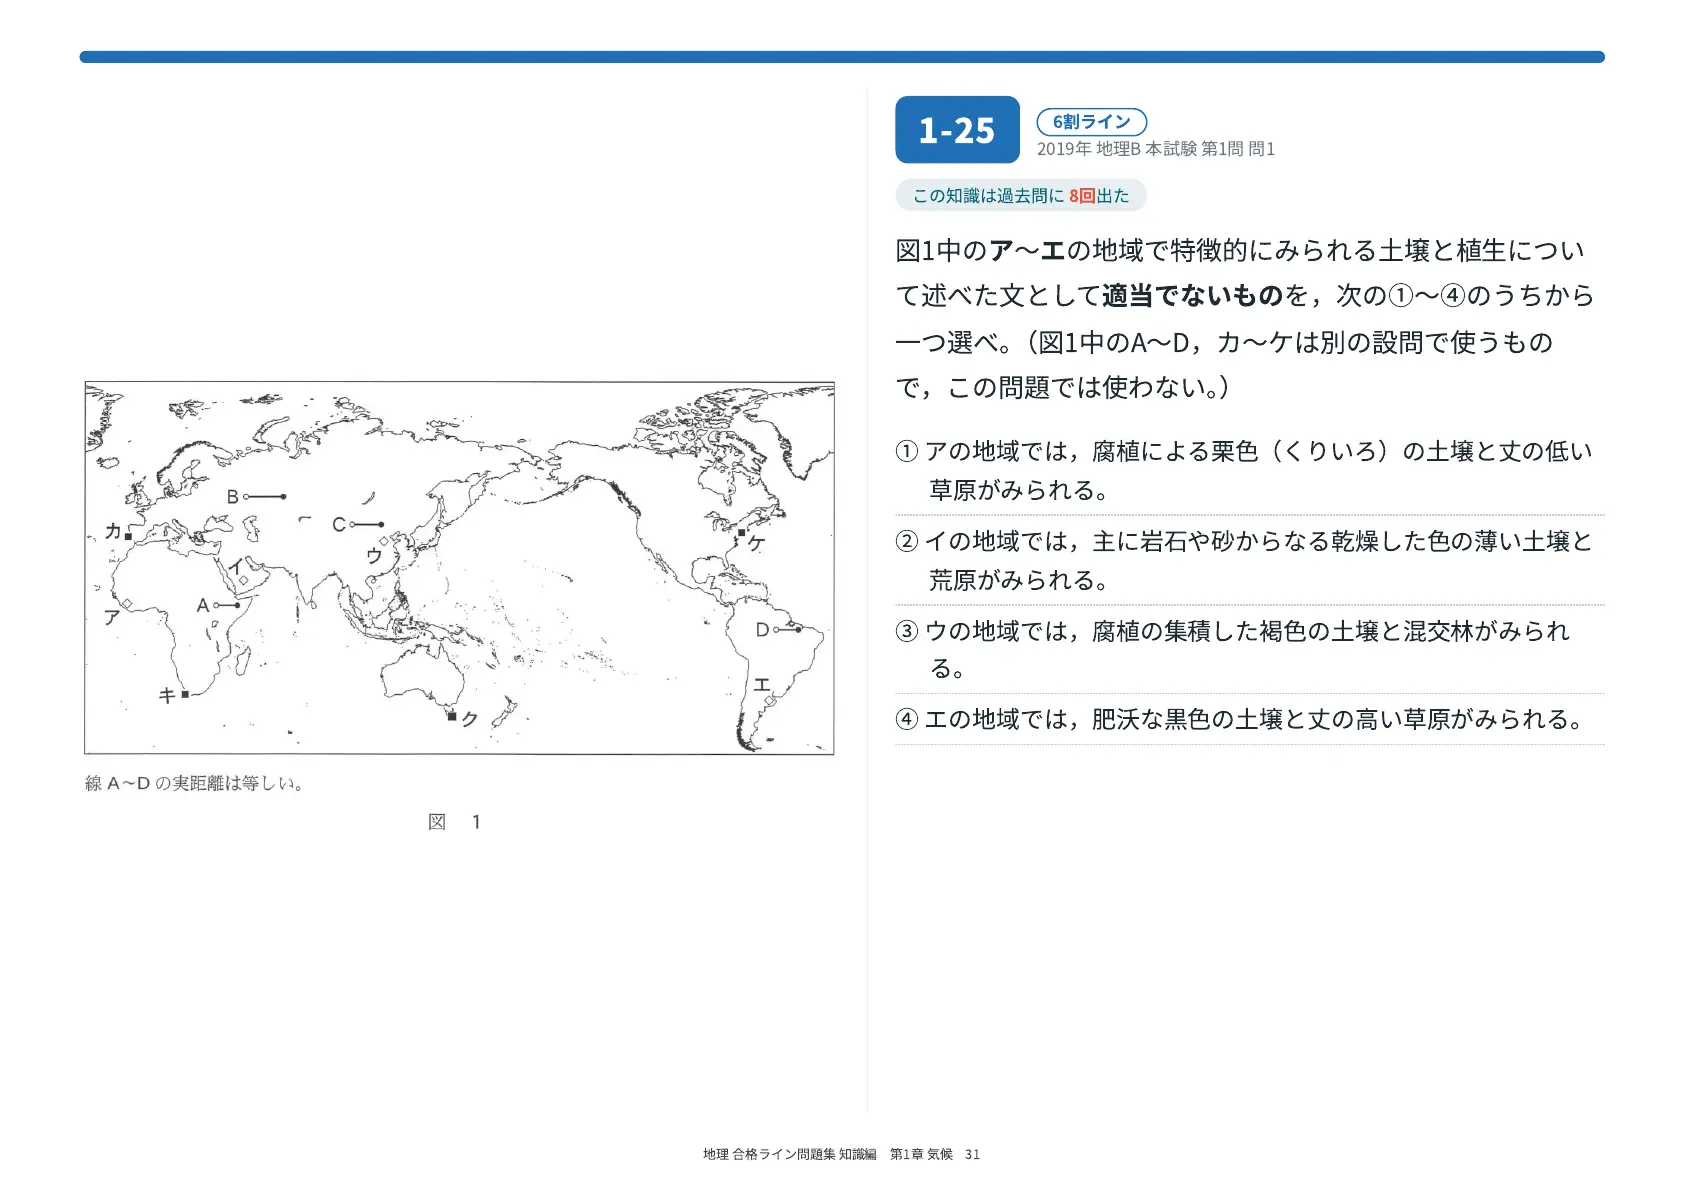 1-25
6割ライン
2019年 地理B 本試験 第1問 問1
この知識は過去問に 8回出た
図1中のア～エの地域で特徴的にみられる土壌と植生につい
て述べた文として適当でないものを，次の①～④のうちから
一つ選べ。（図1中のA～D，カ～ケは別の設問で使うもの
で，この問題では使わない。）
① アの地域では，腐植による栗色（くりいろ）の土壌と丈の低い
草原がみられる。
② イの地域では，主に岩石や砂からなる乾燥した色の薄い土壌と
荒原がみられる。
③ ウの地域では，腐植の集積した褐色の土壌と混交林がみられ
る。
④ エの地域では，肥沃な黒色の土壌と丈の高い草原がみられる。
B
C
カ
ウ
ケ
イ
ア
A
D
エ
キ
ク
線 A～D の実距離は等しい。
図 1
地理 合格ライン問題集 知識編 第1章 気候 31